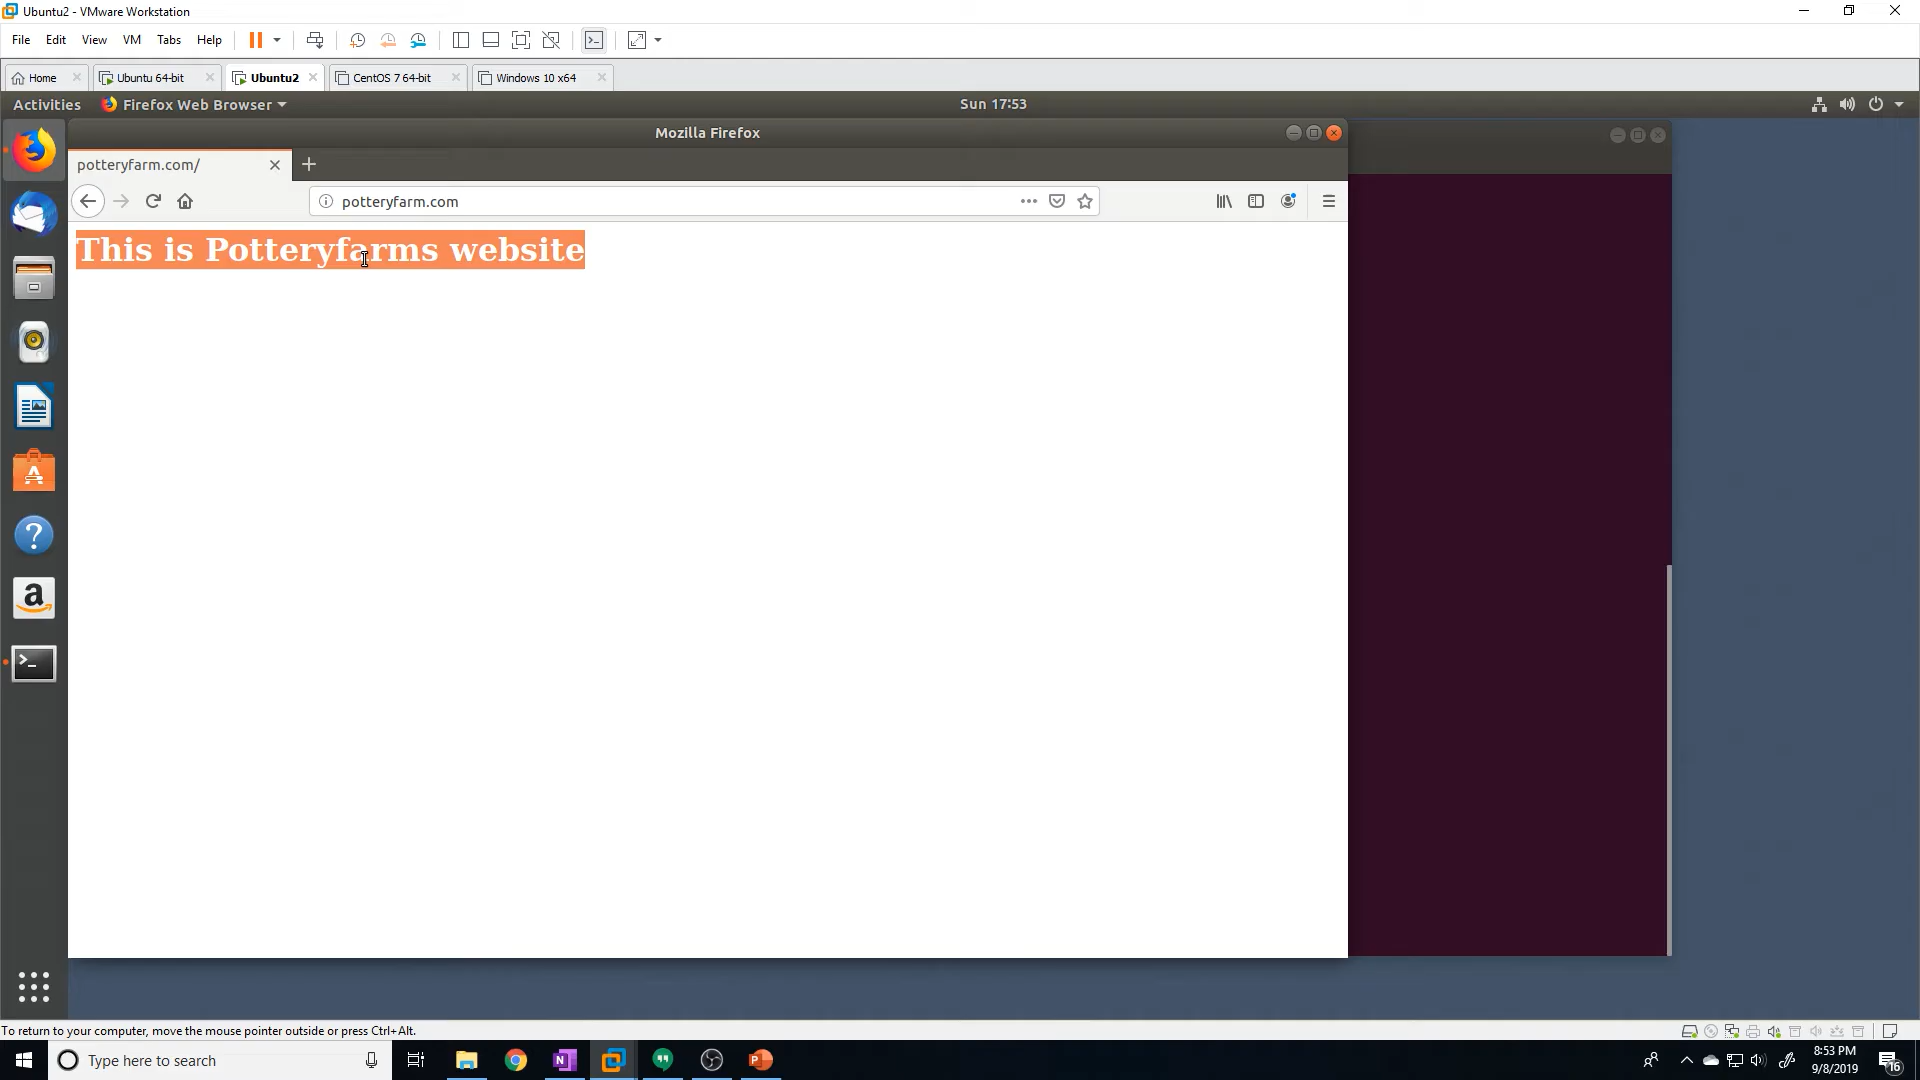 Ubuntu2 - VMware Workstation
File Edit View VM Tabs Help
Home Ubuntu 64-bit Ubuntu2 CentOS 7 64-bit Windows 10 x64
Activities Firefox Web Browser Sun 17:53
Mozilla Firefox
potteryfarm.com/
potteryfarm.com
This is Potteryfarms website
To return to your computer, move the mouse pointer outside or press Ctrl+Alt.
Type here to search
8:53 PM
9/8/2019
16